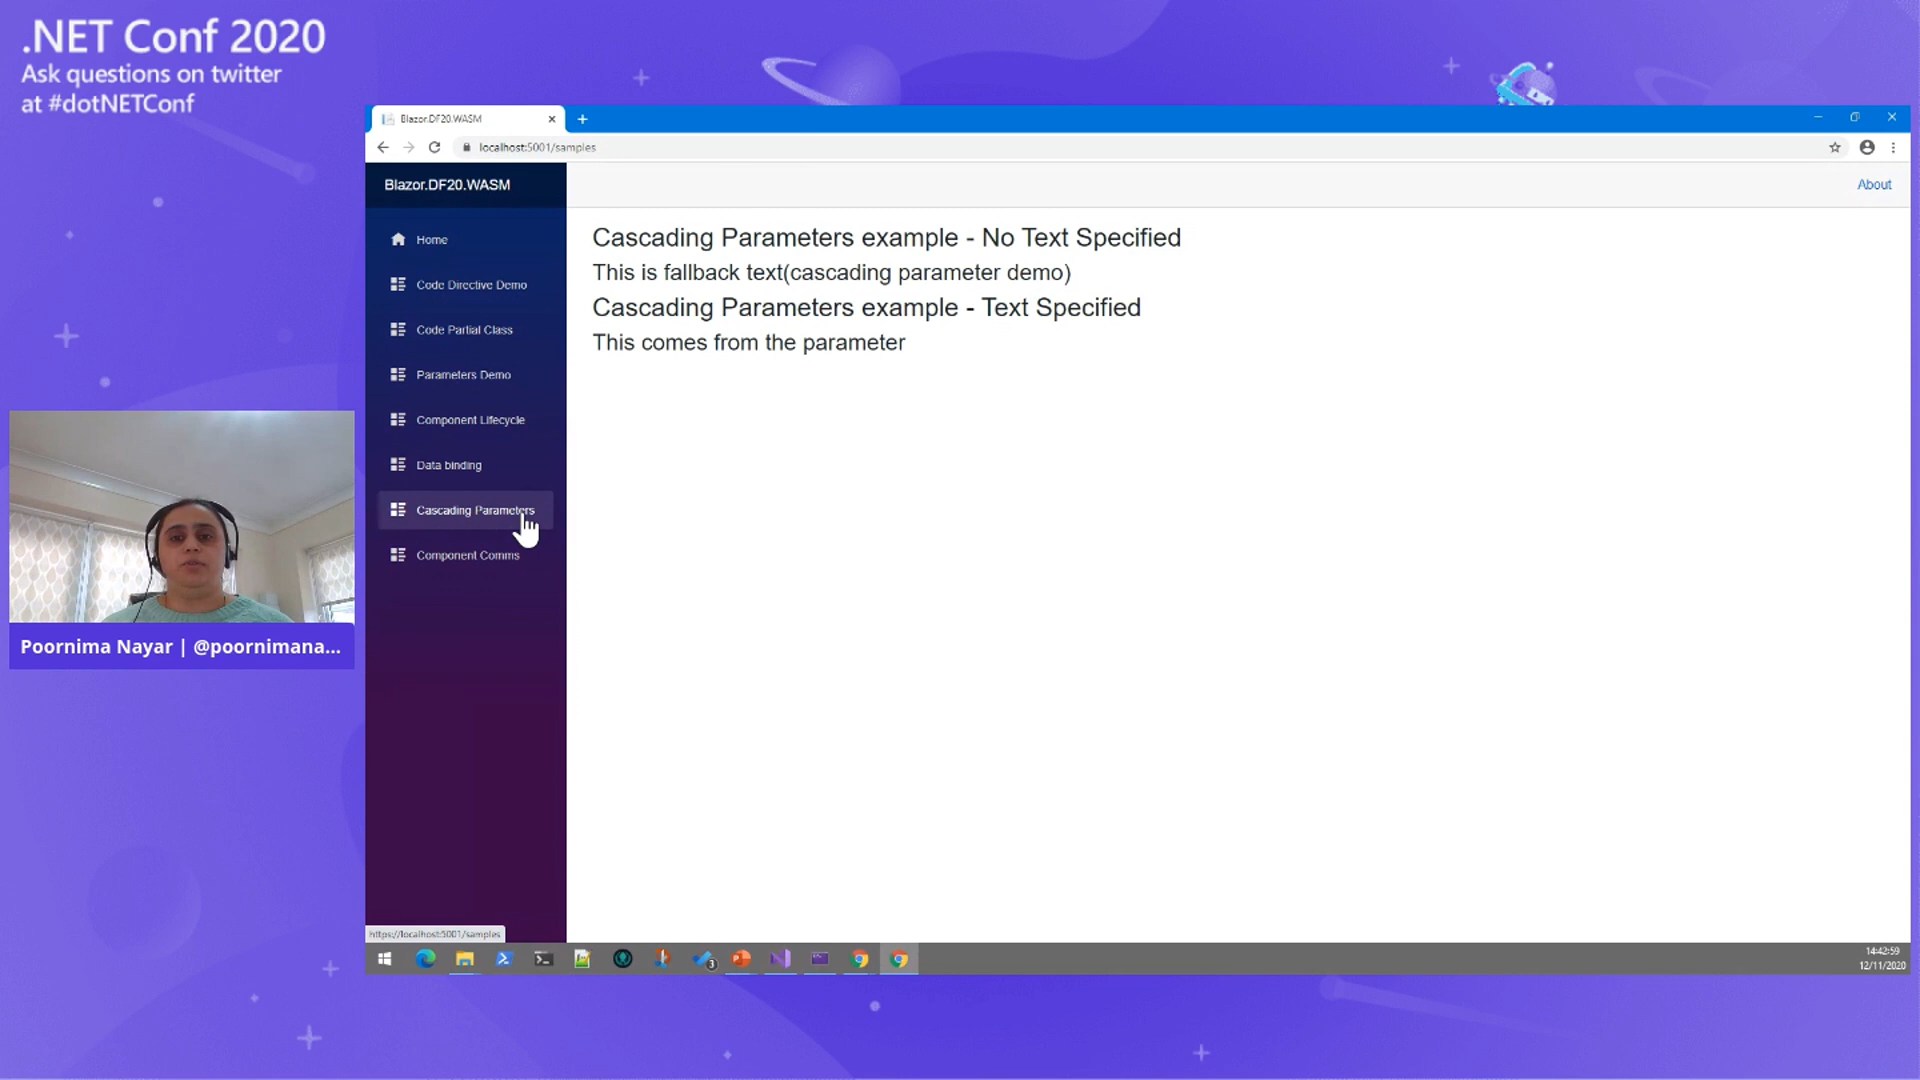 .NET Conf 2020
Ask questions on twitter
at #dotNETConf
Blazor.DF20.WASM
localhost:5001/samples
Blazor.DF20.WASM
About
Home
Code Directive Demo
Code Partial Class
Parameters Demo
Component Lifecycle
Data binding
Cascading Parameters
Component Comms
Cascading Parameters example - No Text Specified
This is fallback text(cascading parameter demo)
Cascading Parameters example - Text Specified
This comes from the parameter
Poornima Nayar | @poornimana...
https://localhost:5001/samples
3
14:42:59
12/11/2020